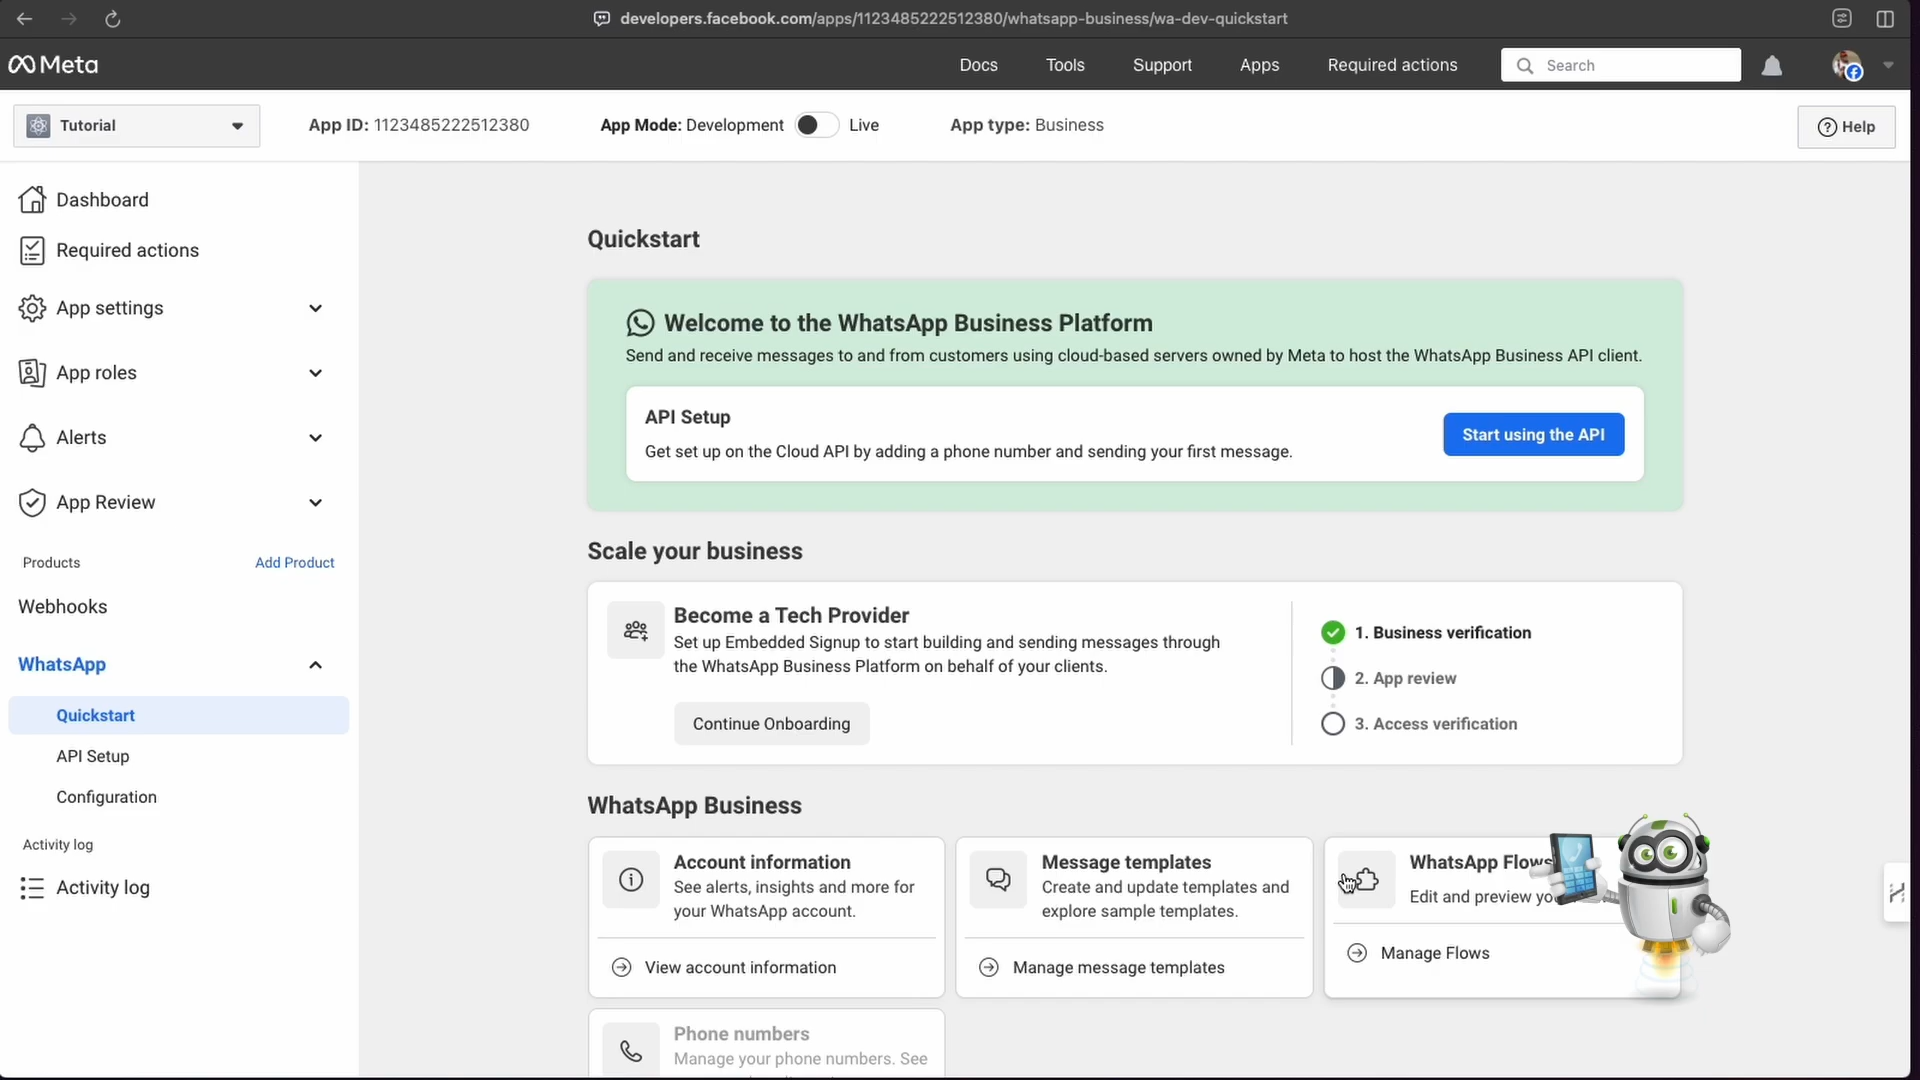 developers.facebook.com/apps/1123485222512380/whatsapp-business/wa-dev-quickstart
Meta
Docs
Tools
Support
Apps
Required actions
Search
Tutorial
App ID: 1123485222512380
App Mode: Development
Live
App type: Business
Help
Dashboard
Required actions
App settings
App roles
Alerts
App Review
Products
Add Product
Webhooks
WhatsApp
Quickstart
API Setup
Configuration
Activity log
Activity log
Quickstart
Welcome to the WhatsApp Business Platform
Send and receive messages to and from customers using cloud-based servers owned by Meta to host the WhatsApp Business API client.
API Setup
Get set up on the Cloud API by adding a phone number and sending your first message.
Start using the API
Scale your business
Become a Tech Provider
Set up Embedded Signup to start building and sending messages through
the WhatsApp Business Platform on behalf of your clients.
Continue Onboarding
1. Business verification
2. App review
3. Access verification
WhatsApp Business
Account information
See alerts, insights and more for
your WhatsApp account.
View account information
Message templates
Create and update templates and
explore sample templates.
Manage message templates
WhatsApp Flows
Edit and preview
Manage Flows
Phone numbers
Manage your phone numbers. See